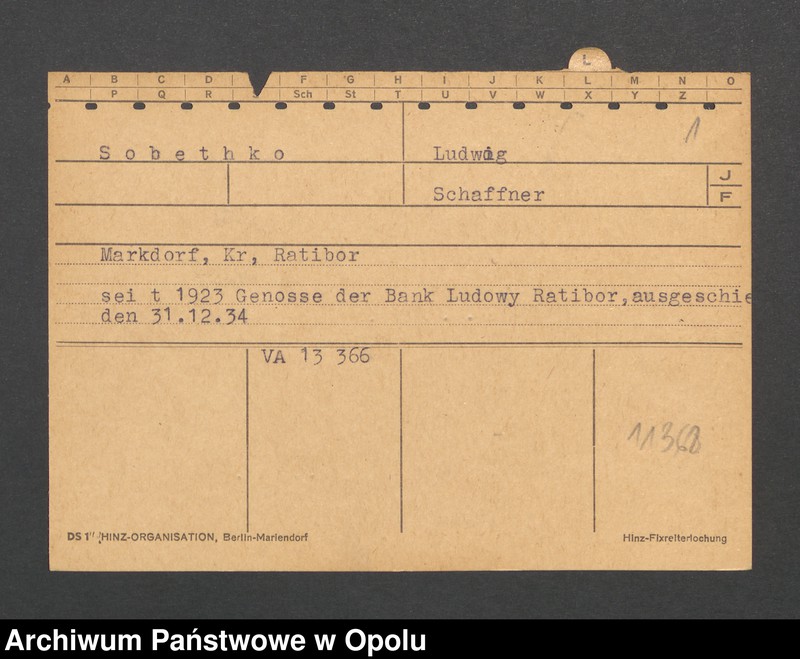 L
A B C D F G H I J K L M N O
P Q R S Sch St T U V W X Y Z
1
Sobethko Ludwig
J
Schaffner
F
Markdorf, Kr, Ratibor
sei t 1923 Genosse der Bank Ludowy Ratibor,ausgeschie
den 31.12.34
VA 13 366
11368
DS 1 HINZ-ORGANISATION, Berlin-Mariendorf Hinz-Fixreiterlochung
Archiwum Państwowe w Opolu